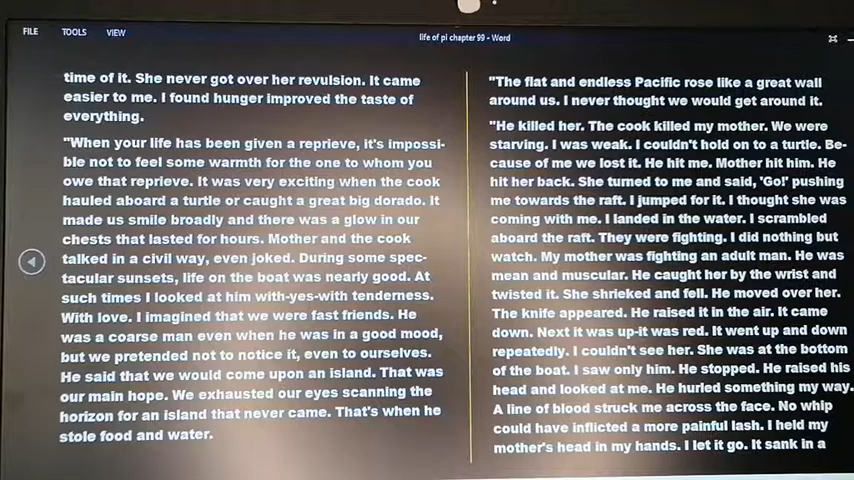 FILE TOOLS VIEW
life of pi chapter 99 - Word
time of it. She never got over her revulsion. It came
easier to me. I found hunger improved the taste of
everything.
"When your life has been given a reprieve, it's impossi-
ble not to feel some warmth for the one to whom you
owe that reprieve. It was very exciting when the cook
hauled aboard a turtle or caught a great big dorado. It
made us smile broadly and there was a glow in our
chests that lasted for hours. Mother and the cook
talked in a civil way, even joked. During some spec-
tacular sunsets, life on the boat was nearly good. At
such times I looked at him with-yes-with tenderness.
With love. I imagined that we were fast friends. He
was a coarse man even when he was in a good mood,
but we pretended not to notice it, even to ourselves.
He said that we would come upon an island. That was
our main hope. We exhausted our eyes scanning the
horizon for an island that never came. That's when he
stole food and water.
"The flat and endless Pacific rose like a great wall
around us. I never thought we would get around it.
"He killed her. The cook killed my mother. We were
starving. I was weak. I couldn't hold on to a turtle. Be-
cause of me we lost it. He hit me. Mother hit him. He
hit her back. She turned to me and said, 'Go!' pushing
me towards the raft. I jumped for it. I thought she was
coming with me. I landed in the water. I scrambled
aboard the raft. They were fighting. I did nothing but
watch. My mother was fighting an adult man. He was
mean and muscular. He caught her by the wrist and
twisted it. She shrieked and fell. He moved over her.
The knife appeared. He raised it in the air. It came
down. Next it was up-it was red. It went up and down
repeatedly. I couldn't see her. She was at the bottom
of the boat. I saw only him. He stopped. He raised his
head and looked at me. He hurled something my way.
A line of blood struck me across the face. No whip
could have inflicted a more painful lash. I held my
mother's head in my hands. I let it go. It sank in a